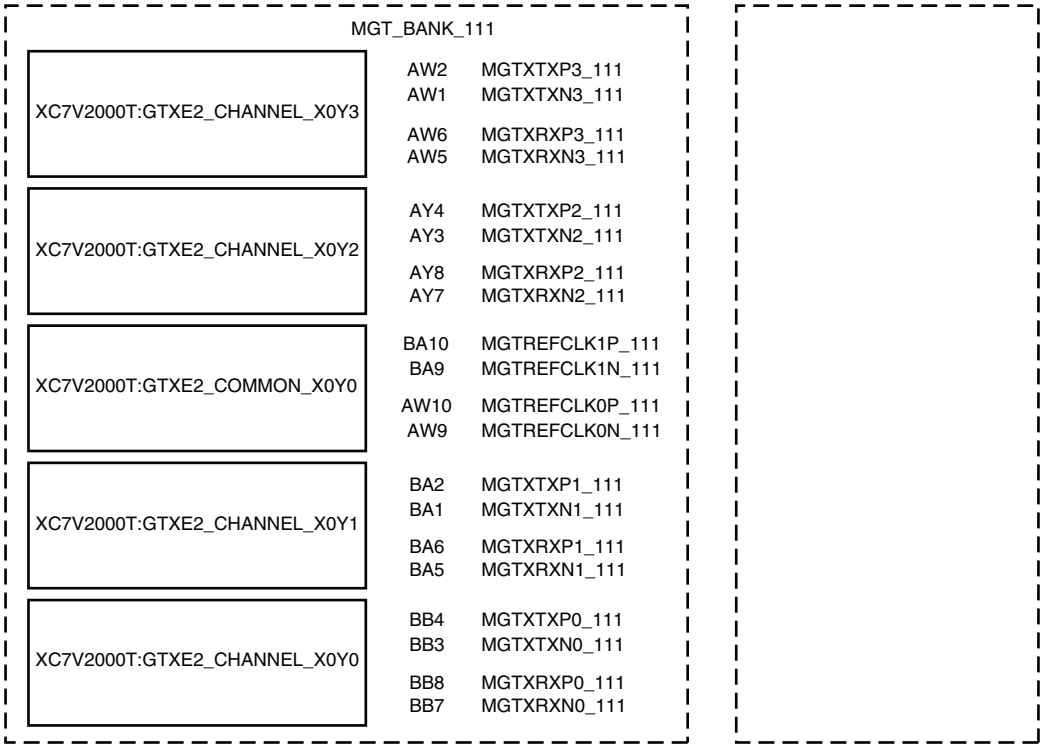 MGT_BANK_111
XC7V2000T:GTXE2_CHANNEL_X0Y3
AW2 MGTXTXP3_111
AW1 MGTXTXN3_111
AW6 MGTXRXP3_111
AW5 MGTXRXN3_111
XC7V2000T:GTXE2_CHANNEL_X0Y2
AY4 MGTXTXP2_111
AY3 MGTXTXN2_111
AY8 MGTXRXP2_111
AY7 MGTXRXN2_111
XC7V2000T:GTXE2_COMMON_X0Y0
BA10 MGTREFCLK1P_111
BA9 MGTREFCLK1N_111
AW10 MGTREFCLK0P_111
AW9 MGTREFCLK0N_111
XC7V2000T:GTXE2_CHANNEL_X0Y1
BA2 MGTXTXP1_111
BA1 MGTXTXN1_111
BA6 MGTXRXP1_111
BA5 MGTXRXN1_111
XC7V2000T:GTXE2_CHANNEL_X0Y0
BB4 MGTXTXP0_111
BB3 MGTXTXN0_111
BB8 MGTXRXP0_111
BB7 MGTXRXN0_111